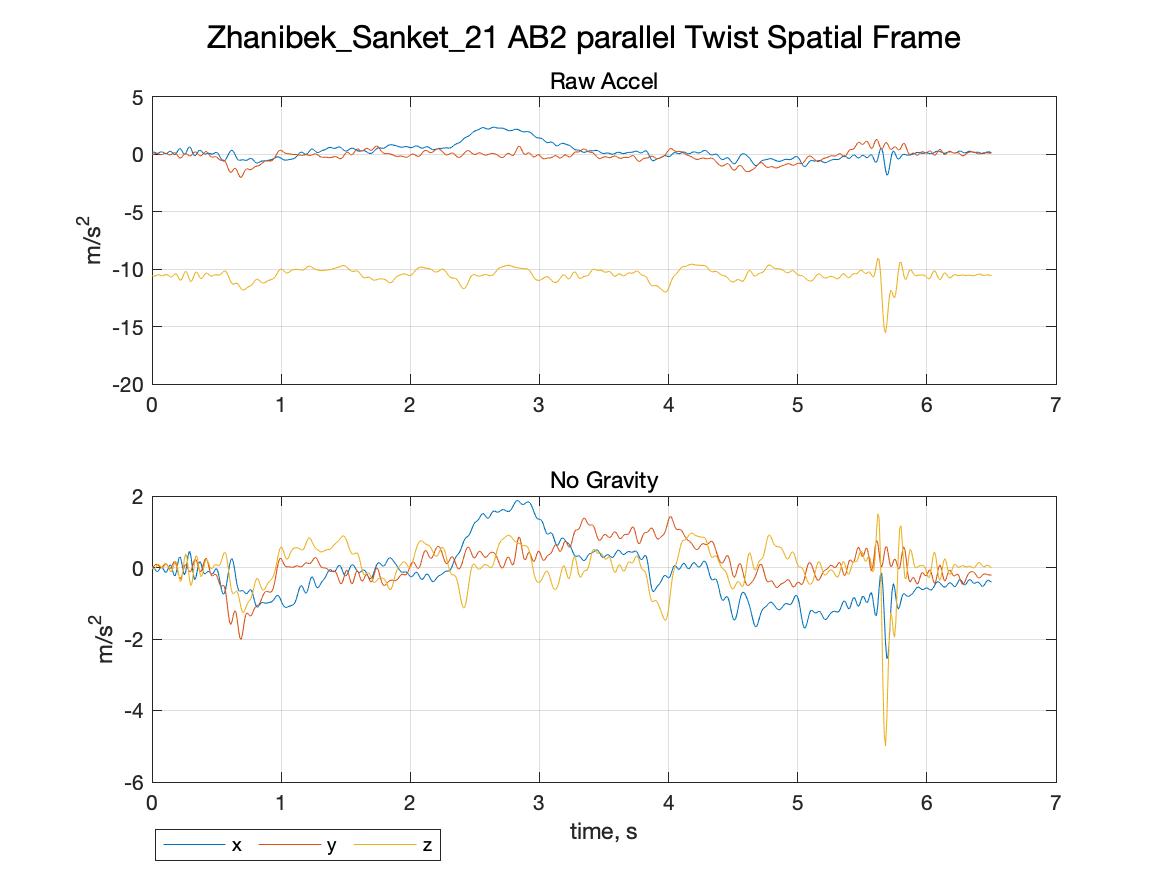 Zhanibek_Sanket_21 AB2 parallel Twist Spatial Frame
Raw Accel
5
0
-5
-10
-15
-20
m/s2
0 1 2 3 4 5 6 7
No Gravity
2
0
-2
-4
-6
m/s2
0 1 2 3 4 5 6 7
time, s
x y z